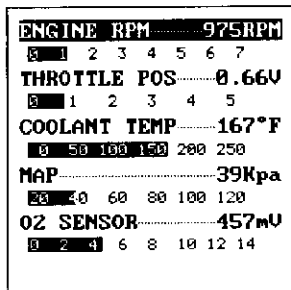 ENGINE RPM 975RPM
0 1 2 3 4 5 6 7
THROTTLE POS 0.66V
0 1 2 3 4 5
COOLANT TEMP 167°F
0 50 100 150 200 250
MAP 39Kpa
20 40 60 80 100 120
O2 SENSOR 457mV
0 2 4 6 8 10 12 14